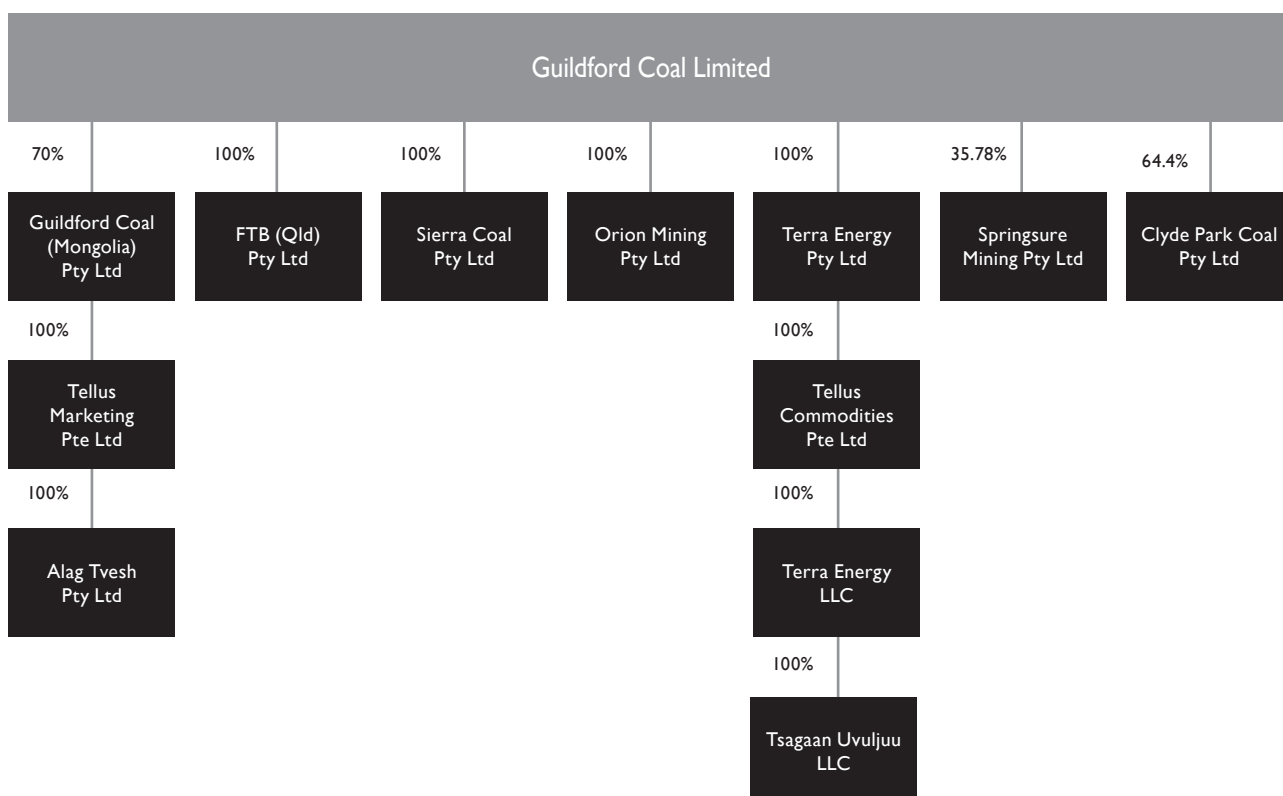 Guildford Coal Limited
70%
100%
100%
100%
100%
35.78%
64.4%
Guildford Coal
(Mongolia)
Pty Ltd
FTB (Qld)
Pty Ltd
Sierra Coal
Pty Ltd
Orion Mining
Pty Ltd
Terra Energy
Pty Ltd
Springsure
Mining Pty Ltd
Clyde Park Coal
Pty Ltd
100%
100%
Tellus
Marketing
Pte Ltd
Tellus
Commodities
Pte Ltd
100%
100%
Alag Tvesh
Pty Ltd
Terra Energy
LLC
100%
Tsagaan Uvuljuu
LLC